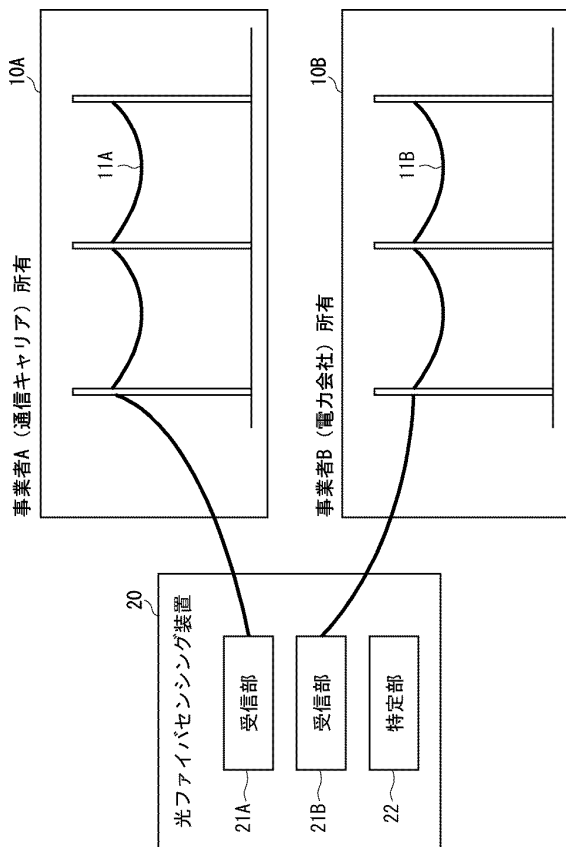 事業者A（通信キャリア）所有
10A
11A
事業者B（電力会社）所有
10B
11B
20
光ファイバセンシング装置
受信部
21A
受信部
21B
特定部
22